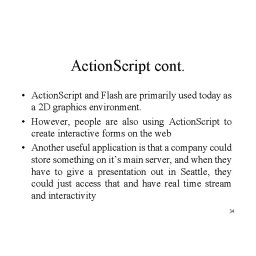 ActionScript cont.
• ActionScript and Flash are primarily used today as
a 2D graphics environment.
• However, people are also using ActionScript to
create interactive forms on the web
• Another useful application is that a company could
store something on it's main server, and when they
have to give a presentation out in Seattle, they
could just access that and have real time stream
and interactivity
34